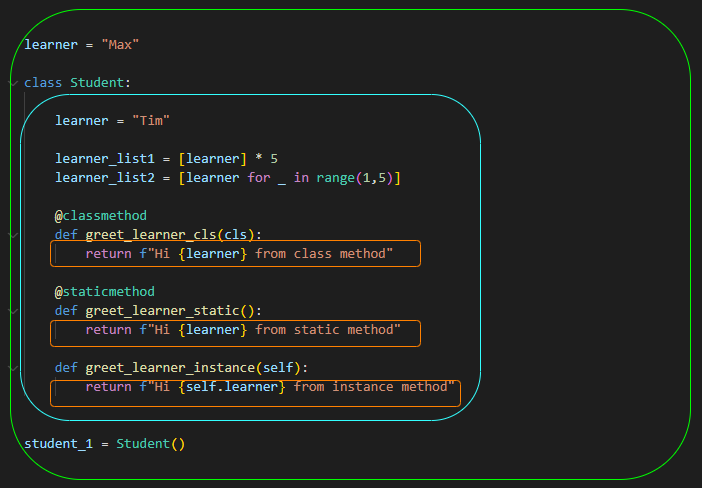 learner = "Max"
class Student:
learner = "Tim"
learner_list1 = [learner] * 5
learner_list2 = [learner for _ in range(1,5)]
@classmethod
def greet_learner_cls(cls):
return f"Hi {learner} from class method"
@staticmethod
def greet_learner_static():
return f"Hi {learner} from static method"
def greet_learner_instance(self):
return f"Hi {self.learner} from instance method"
student_1 = Student()